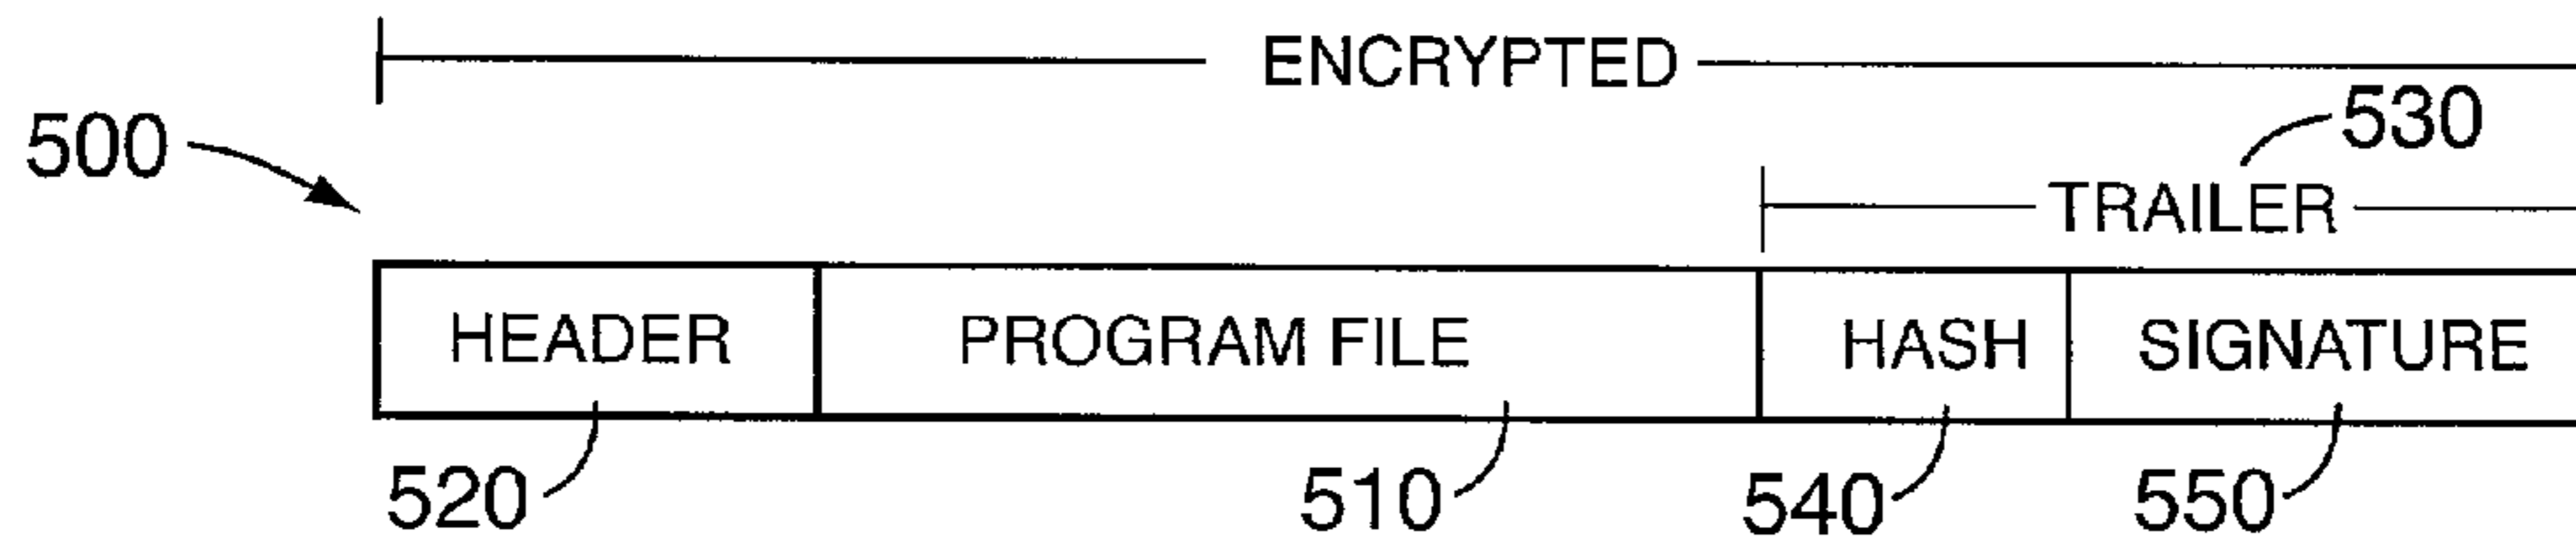 ENCRYPTED
500
530
TRAILER
HEADER PROGRAM FILE HASH SIGNATURE
520 510 540 550